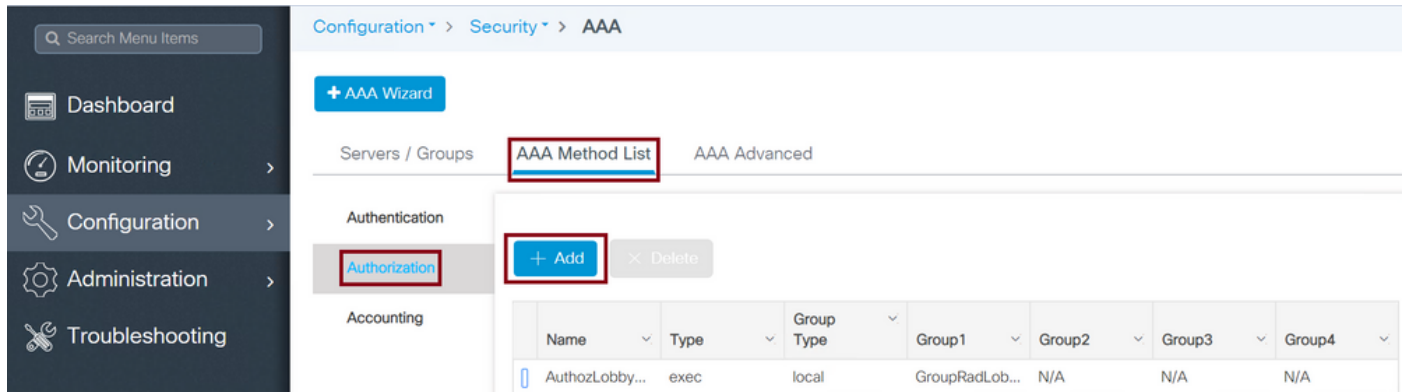 Search Menu Items
Dashboard
Monitoring
Configuration
Administration
Troubleshooting
Configuration > Security > AAA
+ AAA Wizard
Servers / Groups AAA Method List AAA Advanced
Authentication
Authorization
Accounting
+ Add × Delete
Name Type Group Type Group1 Group2 Group3 Group4
AuthozLobby... exec local GroupRadLob... N/A N/A N/A